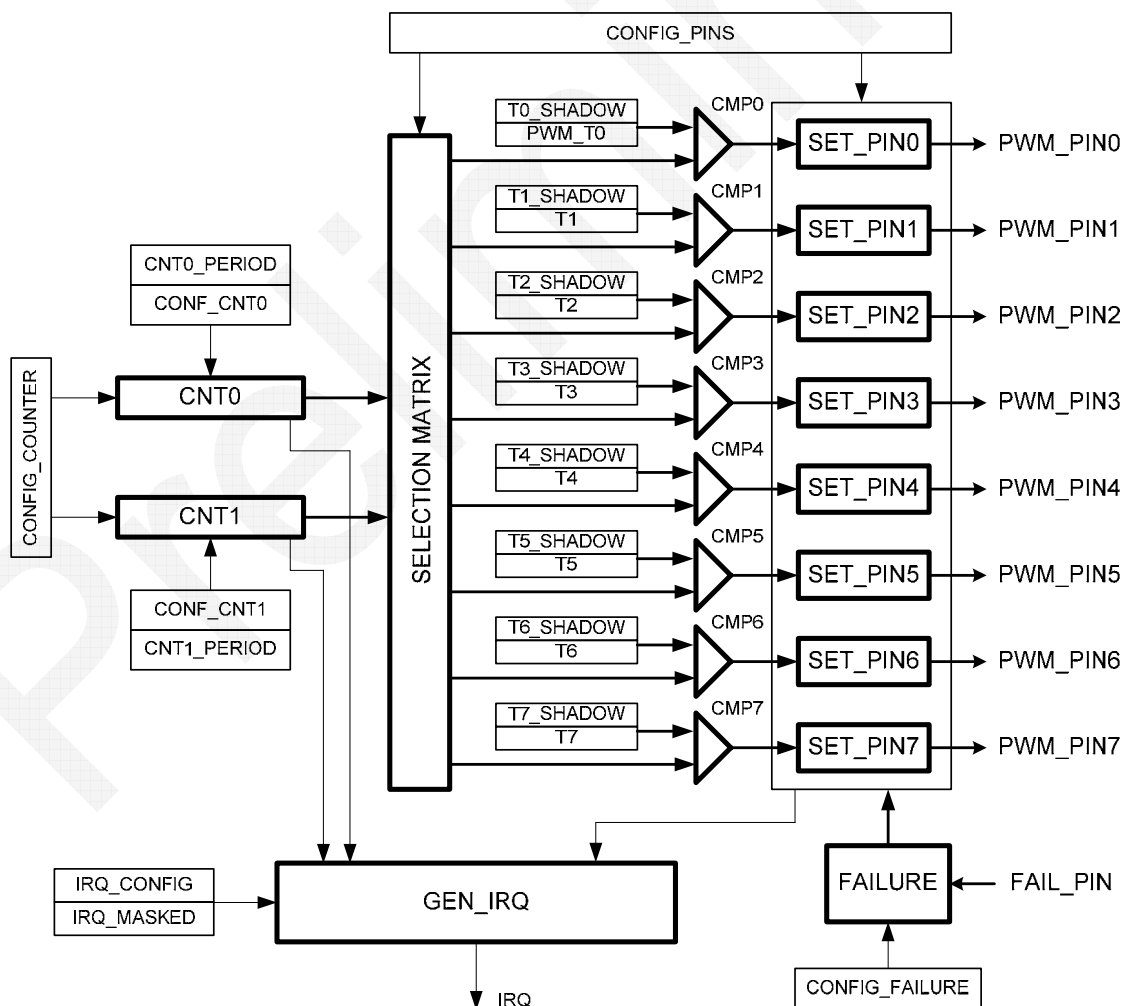 CONFIG_PINS
T0_SHADOW
PWM_T0
CMP0
SET_PIN0
PWM_PIN0
T1_SHADOW
T1
CMP1
SET_PIN1
PWM_PIN1
T2_SHADOW
T2
CMP2
SET_PIN2
PWM_PIN2
T3_SHADOW
T3
CMP3
SET_PIN3
PWM_PIN3
T4_SHADOW
T4
CMP4
SET_PIN4
PWM_PIN4
T5_SHADOW
T5
CMP5
SET_PIN5
PWM_PIN5
T6_SHADOW
T6
CMP6
SET_PIN6
PWM_PIN6
T7_SHADOW
T7
CMP7
SET_PIN7
PWM_PIN7
CNT0_PERIOD
CONF_CNT0
CNT0
CONFIG_COUNTER
CNT1
CONF_CNT1
CNT1_PERIOD
SELECTION MATRIX
IRQ_CONFIG
IRQ_MASKED
GEN_IRQ
IRQ
FAILURE
FAIL_PIN
CONFIG_FAILURE